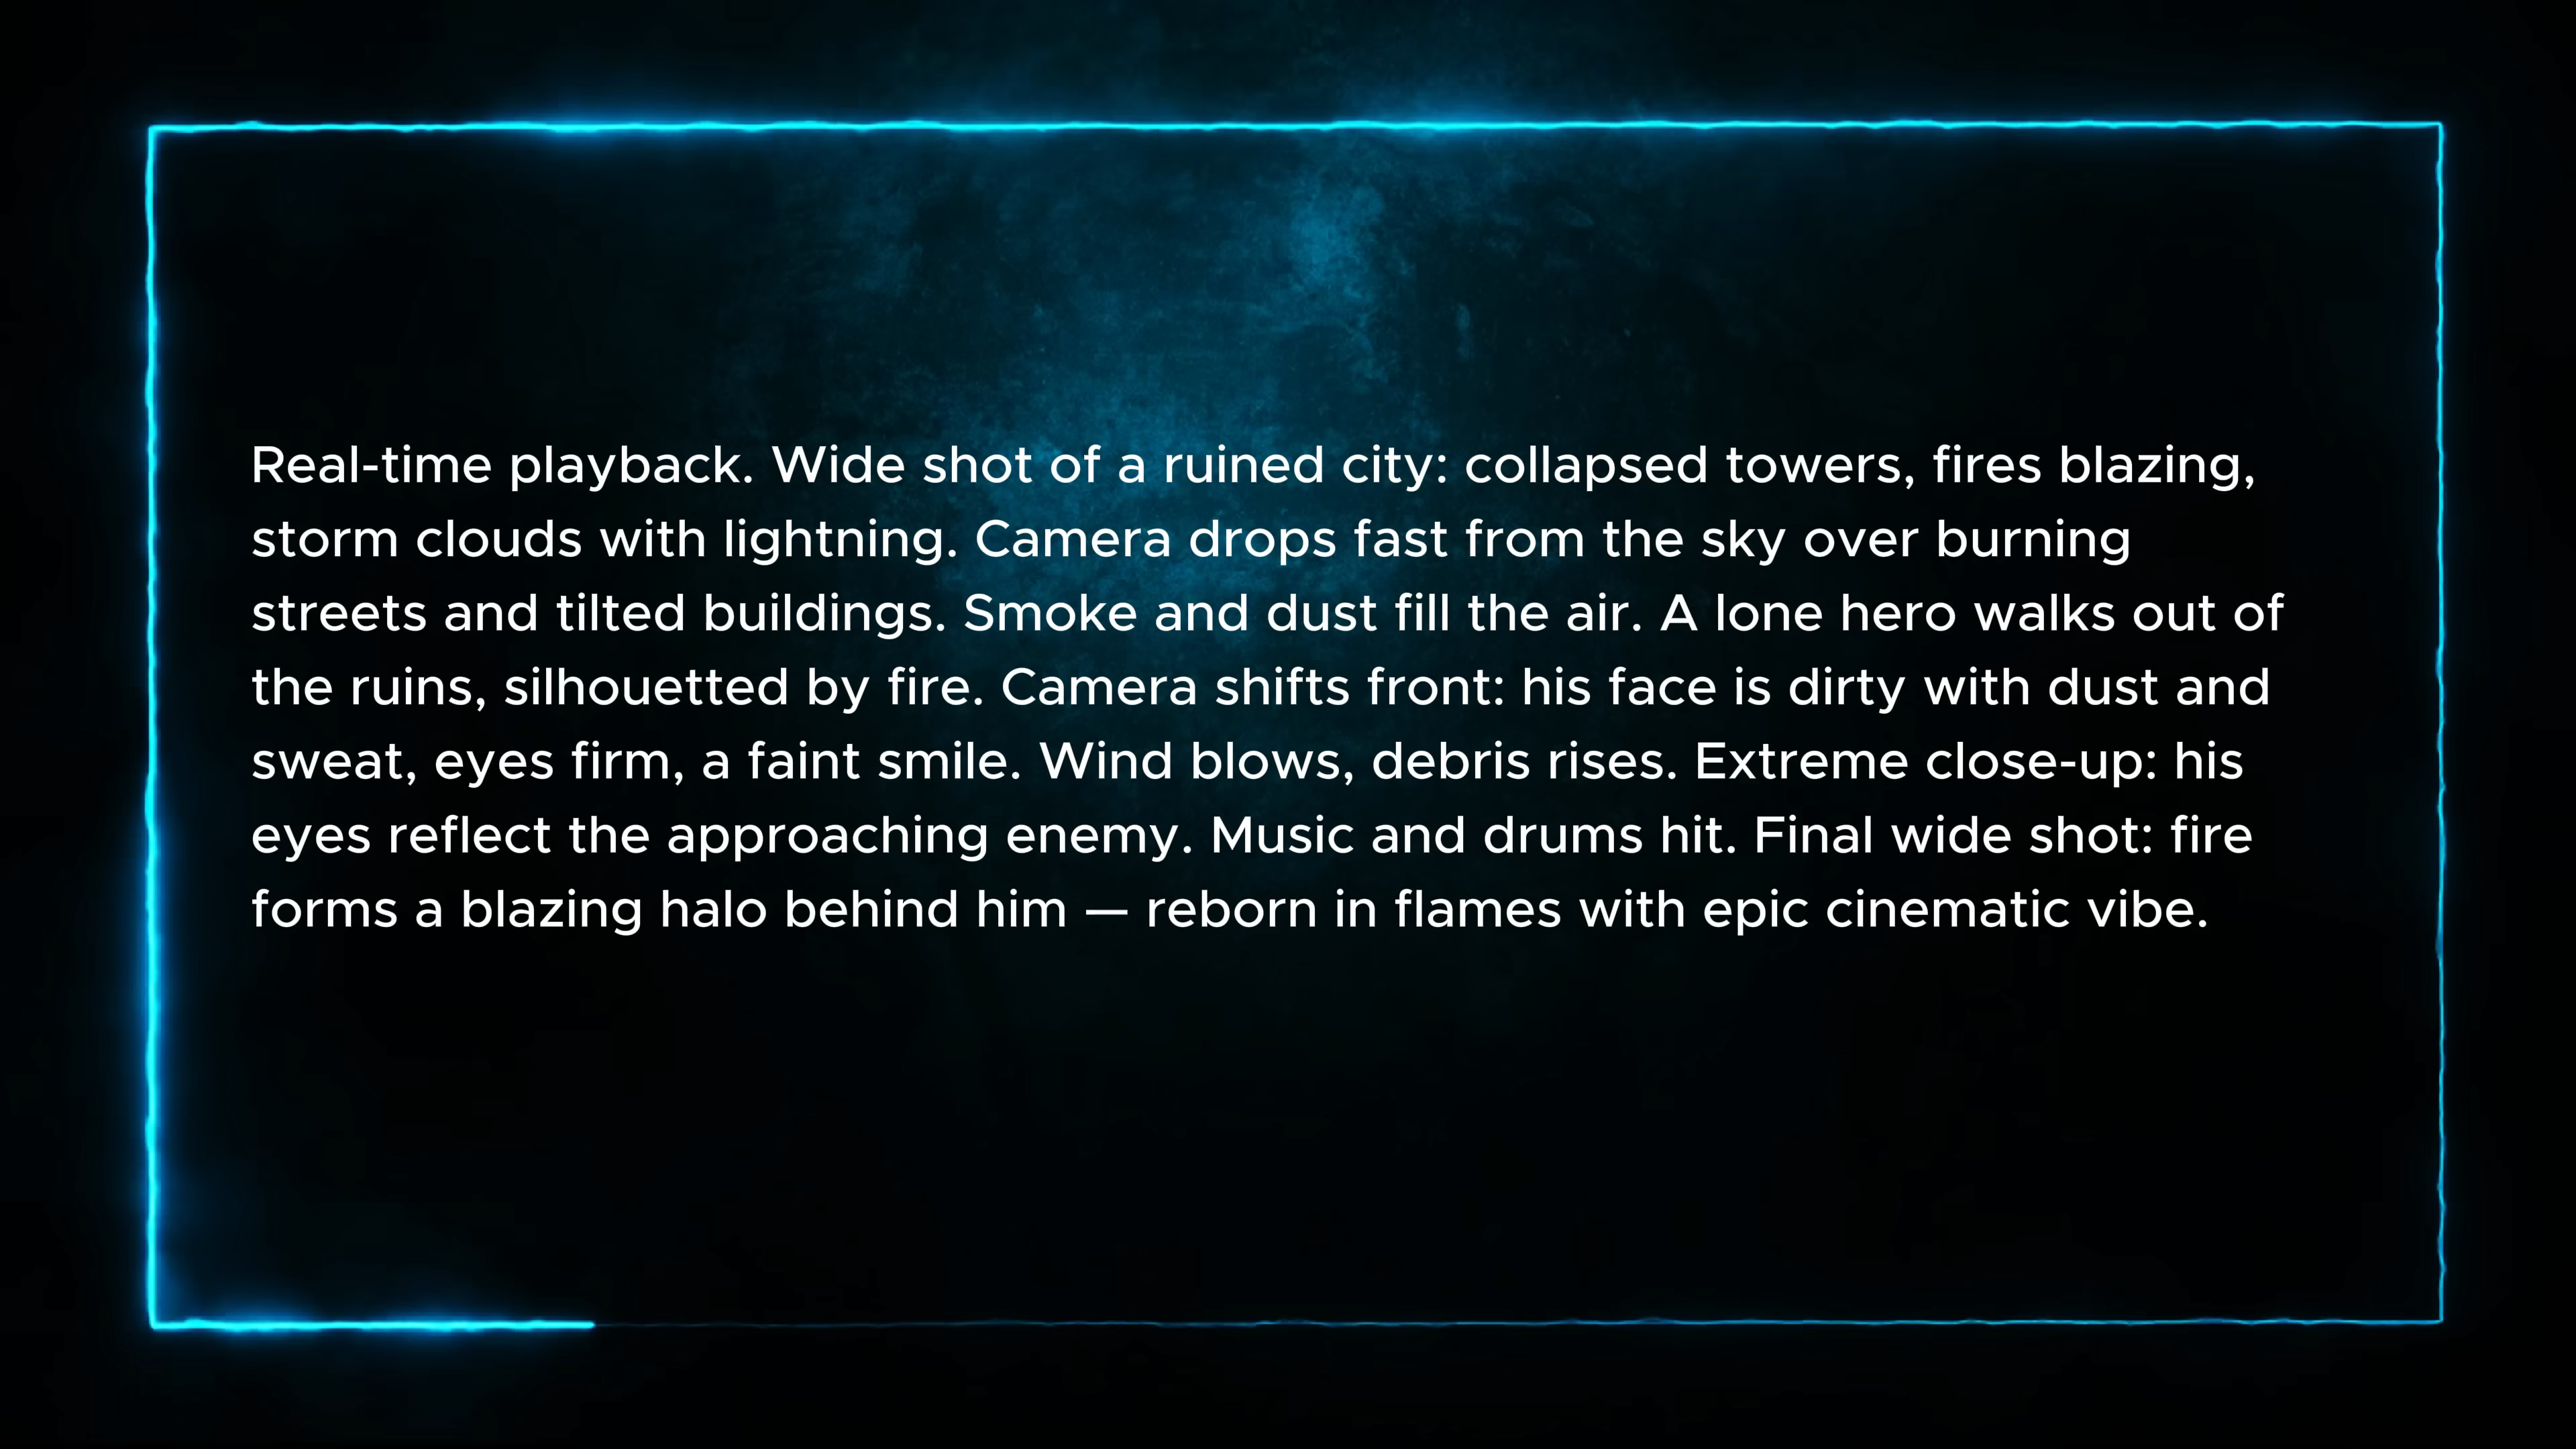 Real-time playback. Wide shot of a ruined city: collapsed towers, fires blazing,
storm clouds with lightning. Camera drops fast from the sky over burning
streets and tilted buildings. Smoke and dust fill the air. A lone hero walks out of
the ruins, silhouetted by fire. Camera shifts front: his face is dirty with dust and
sweat, eyes firm, a faint smile. Wind blows, debris rises. Extreme close-up: his
eyes reflect the approaching enemy. Music and drums hit. Final wide shot: fire
forms a blazing halo behind him — reborn in flames with epic cinematic vibe.